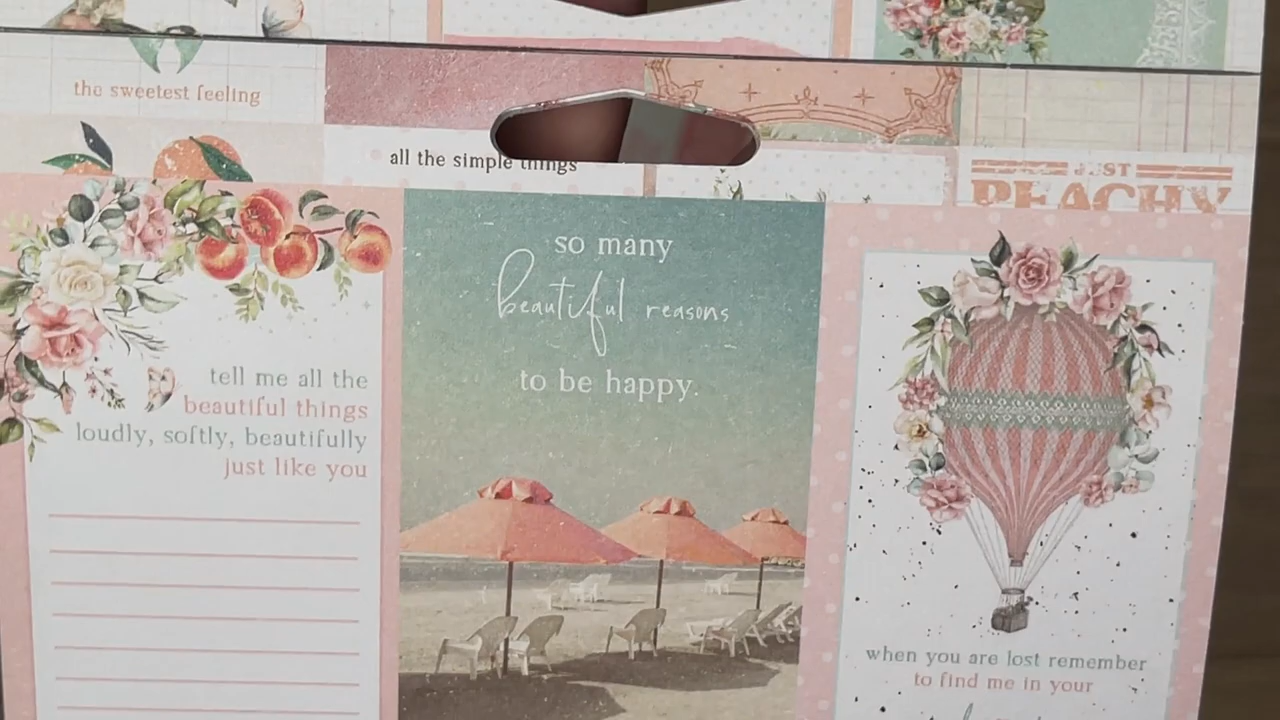 the sweetest feeling
all the simple things
JUST
PEACHY
tell me all the
beautiful things
loudly, softly, beautifully
just like you
so many
beautiful reasons
to be happy.
when you are lost remember
to find me in your